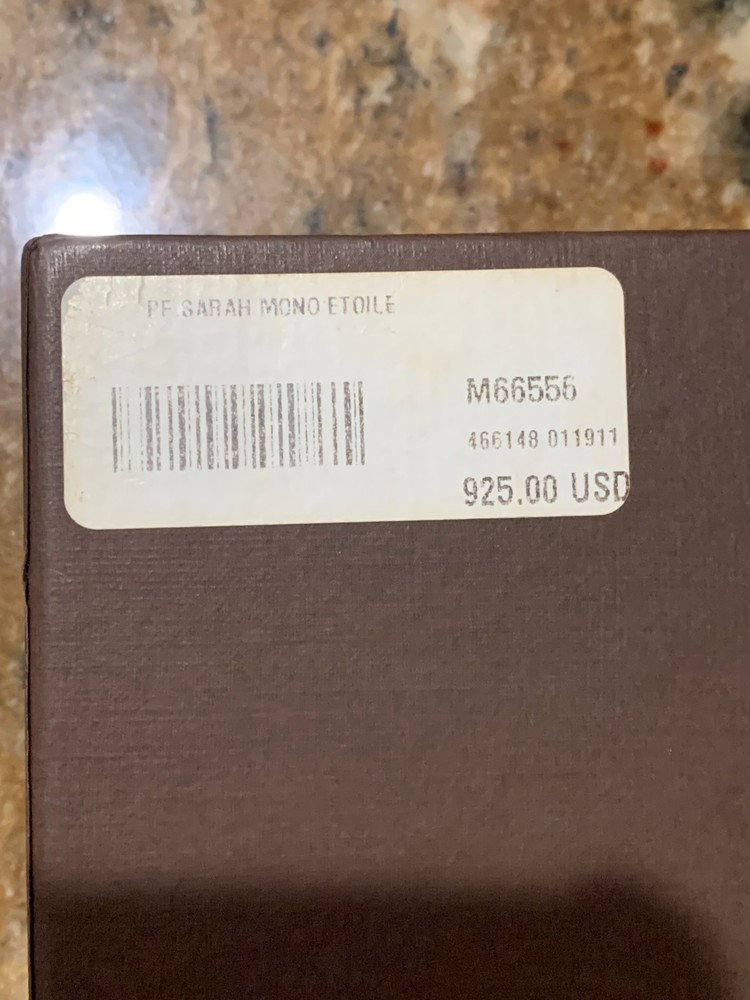 PF SARAH MONO ETOILE
M66556
466148 011911
925.00 USD